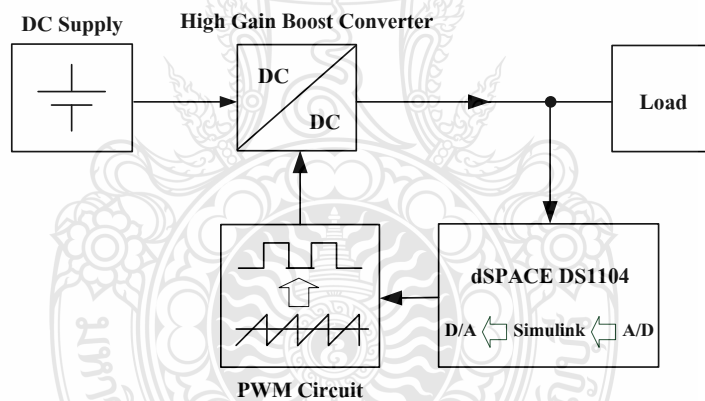 DC Supply
High Gain Boost Converter
DC
DC
Load
dSPACE DS1104
D/A Simulink A/D
PWM Circuit